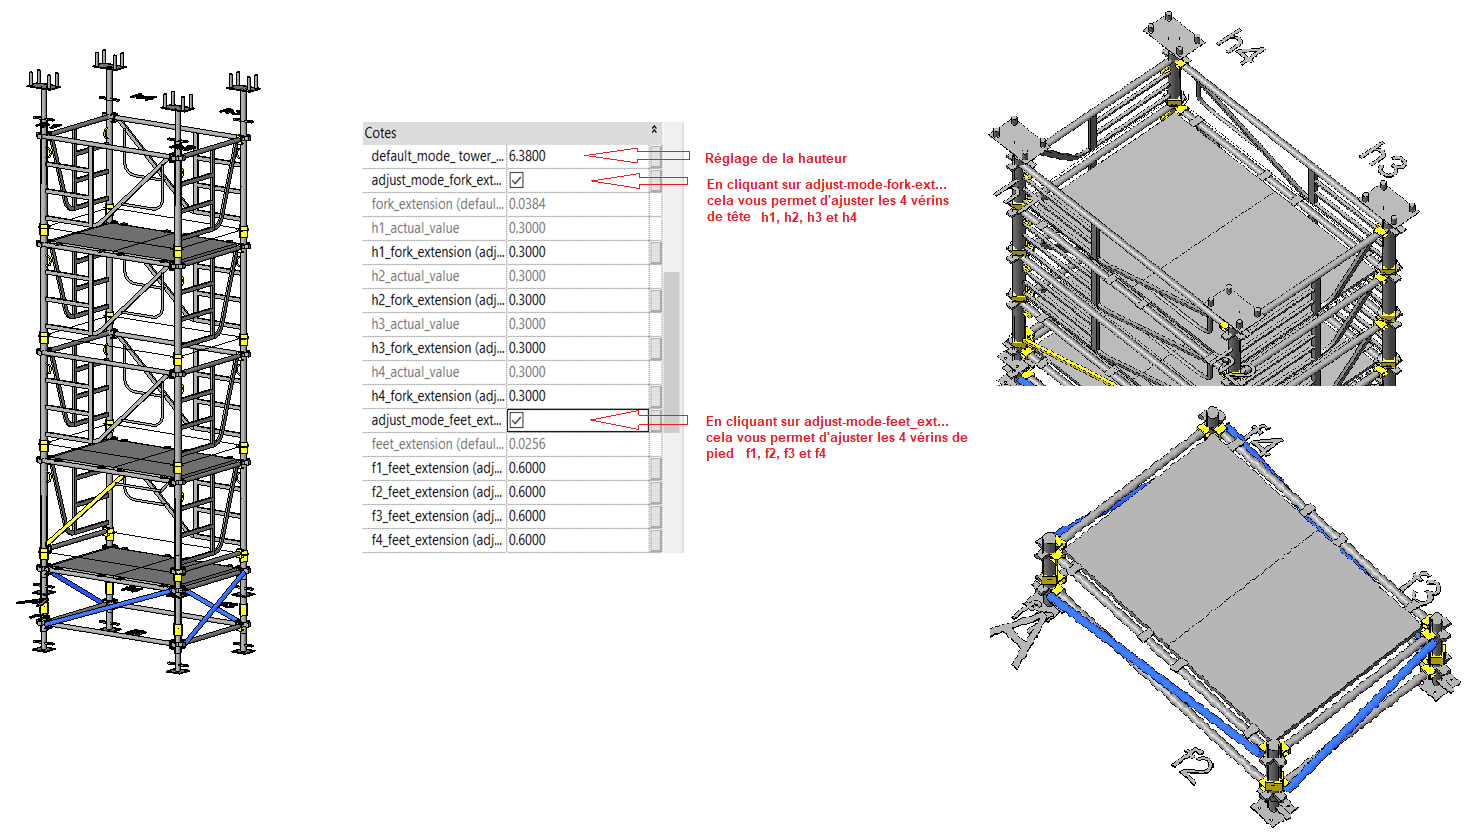 Cotes
default_mode_ tower_... 6.3800
adjust_mode_fork_ext...
fork_extension (defaul... 0.0384
h1_actual_value 0.3000
h1_fork_extension (adj... 0.3000
h2_actual_value 0.3000
h2_fork_extension (adj... 0.3000
h3_actual_value 0.3000
h3_fork_extension (adj... 0.3000
h4_actual_value 0.3000
h4_fork_extension (adj... 0.3000
adjust_mode_feet_ext...
feet_extension (defaul... 0.0256
f1_feet_extension (adj... 0.6000
f2_feet_extension (adj... 0.6000
f3_feet_extension (adj... 0.6000
f4_feet_extension (adj... 0.6000
Réglage de la hauteur
En cliquant sur adjust-mode-fork-ext...
cela vous permet d'ajuster les 4 vérins
de tête h1, h2, h3 et h4
En cliquant sur adjust-mode-feet_ext...
cela vous permet d'ajuster les 4 vérins de
pied f1, f2, f3 et f4
h4
h3
f4
f3
f2